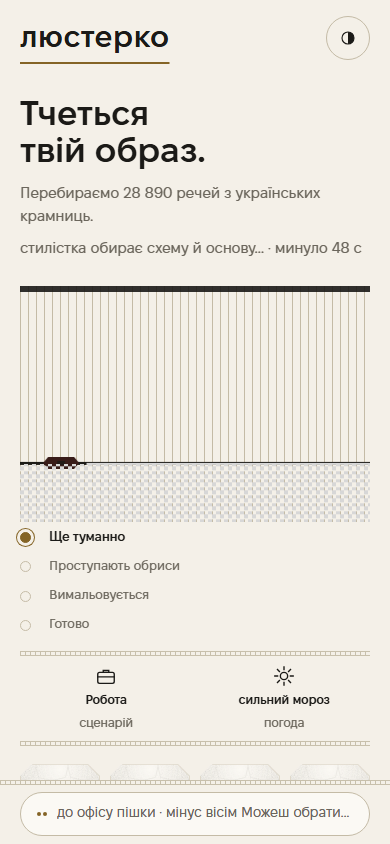 люстерко
Тчеться
твій образ.
Перебираємо 28 890 речей з українських
крамниць.
стилістка обирає схему й основу... · минуло 48 с
Ще туманно
Проступають обриси
Вимальовується
Готово
Робота
сценарій
сильний мороз
погода
до офісу пішки · мінус вісім Можеш обрати...